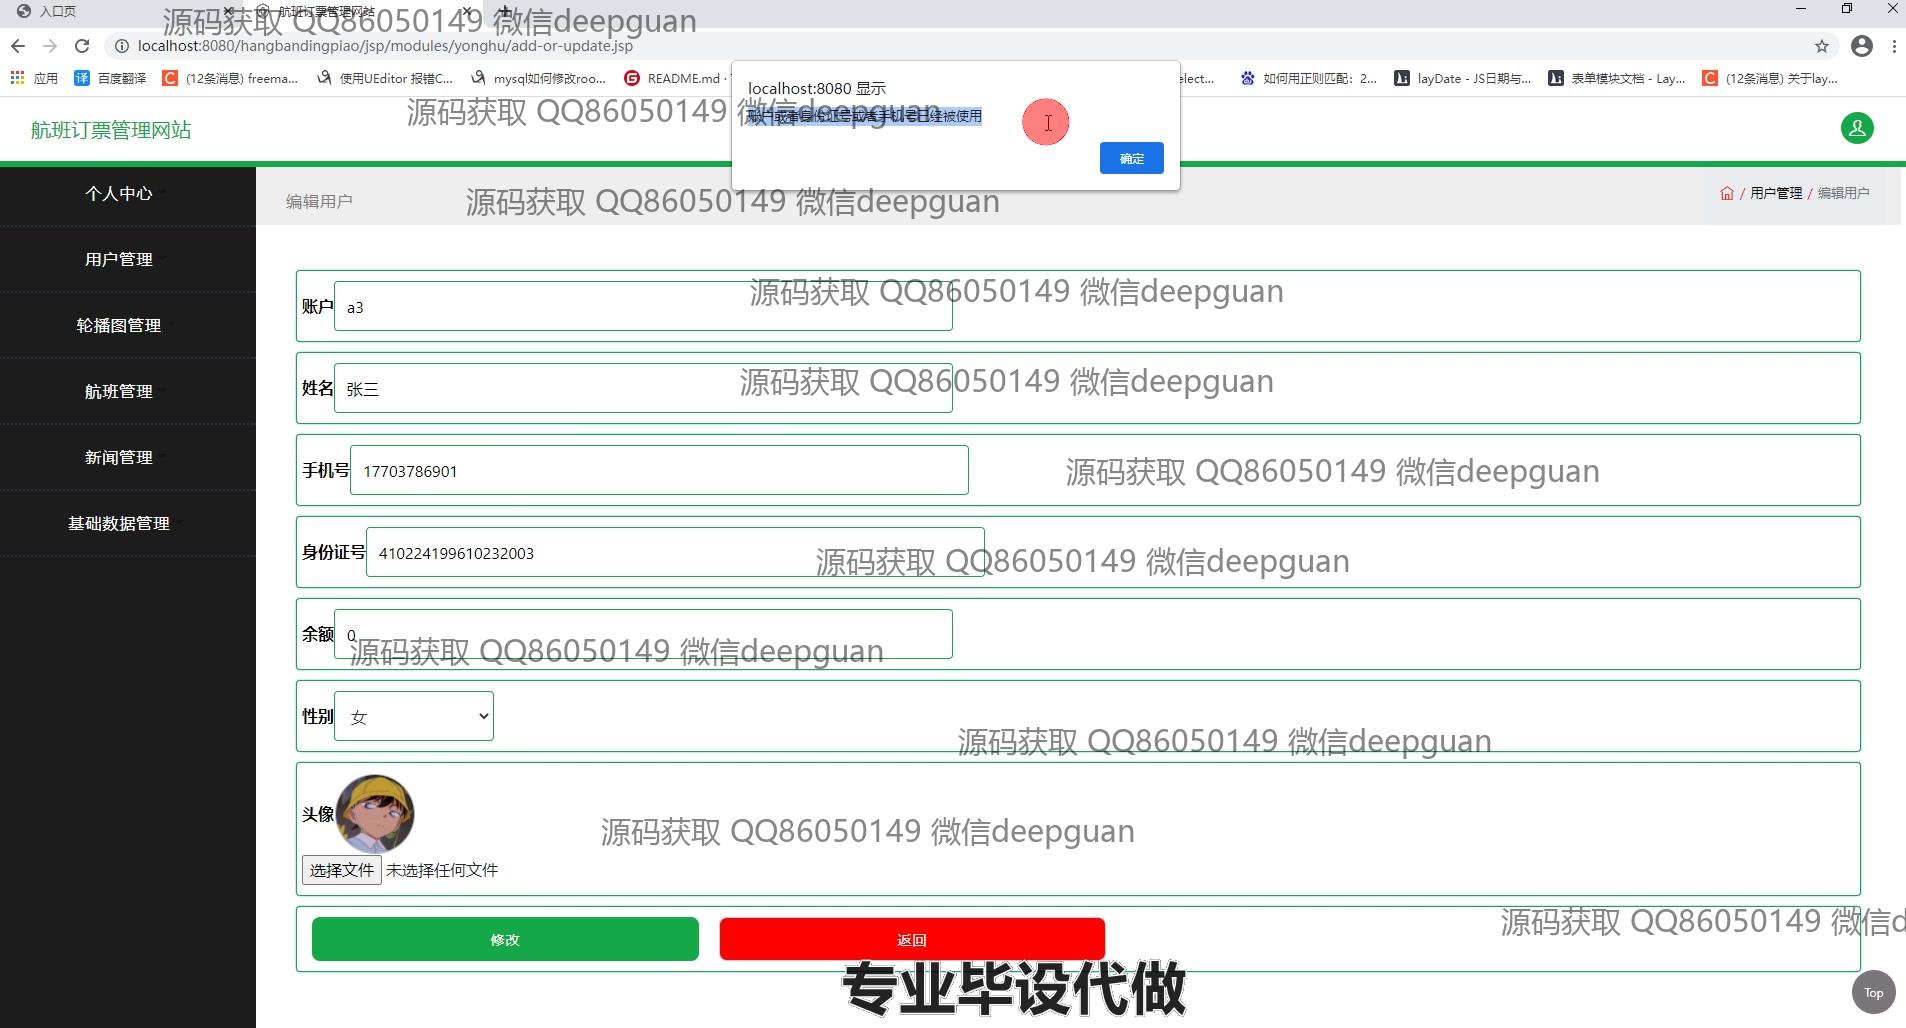 入口页
航班订票管理网站
源码获取 QQ86050149 微信deepguan
localhost:8080/hangbandingpiao/jsp/modules/yonghu/add-or-update.jsp
应用
百度翻译
(12条消息) freema...
使用UEditor 报错C...
mysql如何修改roo...
README.md ·
elect...
如何用正则匹配：2...
layDate - JS日期与...
表单模块文档 - Lay...
(12条消息) 关于lay...
localhost:8080 显示
账户或者身份证号或者手机号已经被使用
确定
源码获取 QQ86050149 微信deepguan
航班订票管理网站
个人中心
用户管理
轮播图管理
航班管理
新闻管理
基础数据管理
编辑用户
源码获取 QQ86050149 微信deepguan
/ 用户管理 / 编辑用户
账户 a3
源码获取 QQ86050149 微信deepguan
姓名 张三
源码获取 QQ86050149 微信deepguan
手机号 17703786901
源码获取 QQ86050149 微信deepguan
身份证号 410224199610232003
源码获取 QQ86050149 微信deepguan
余额 0
源码获取 QQ86050149 微信deepguan
性别 女
源码获取 QQ86050149 微信deepguan
头像
源码获取 QQ86050149 微信deepguan
选择文件 未选择任何文件
源码获取 QQ86050149 微信d
修改
返回
专业毕设代做
Top